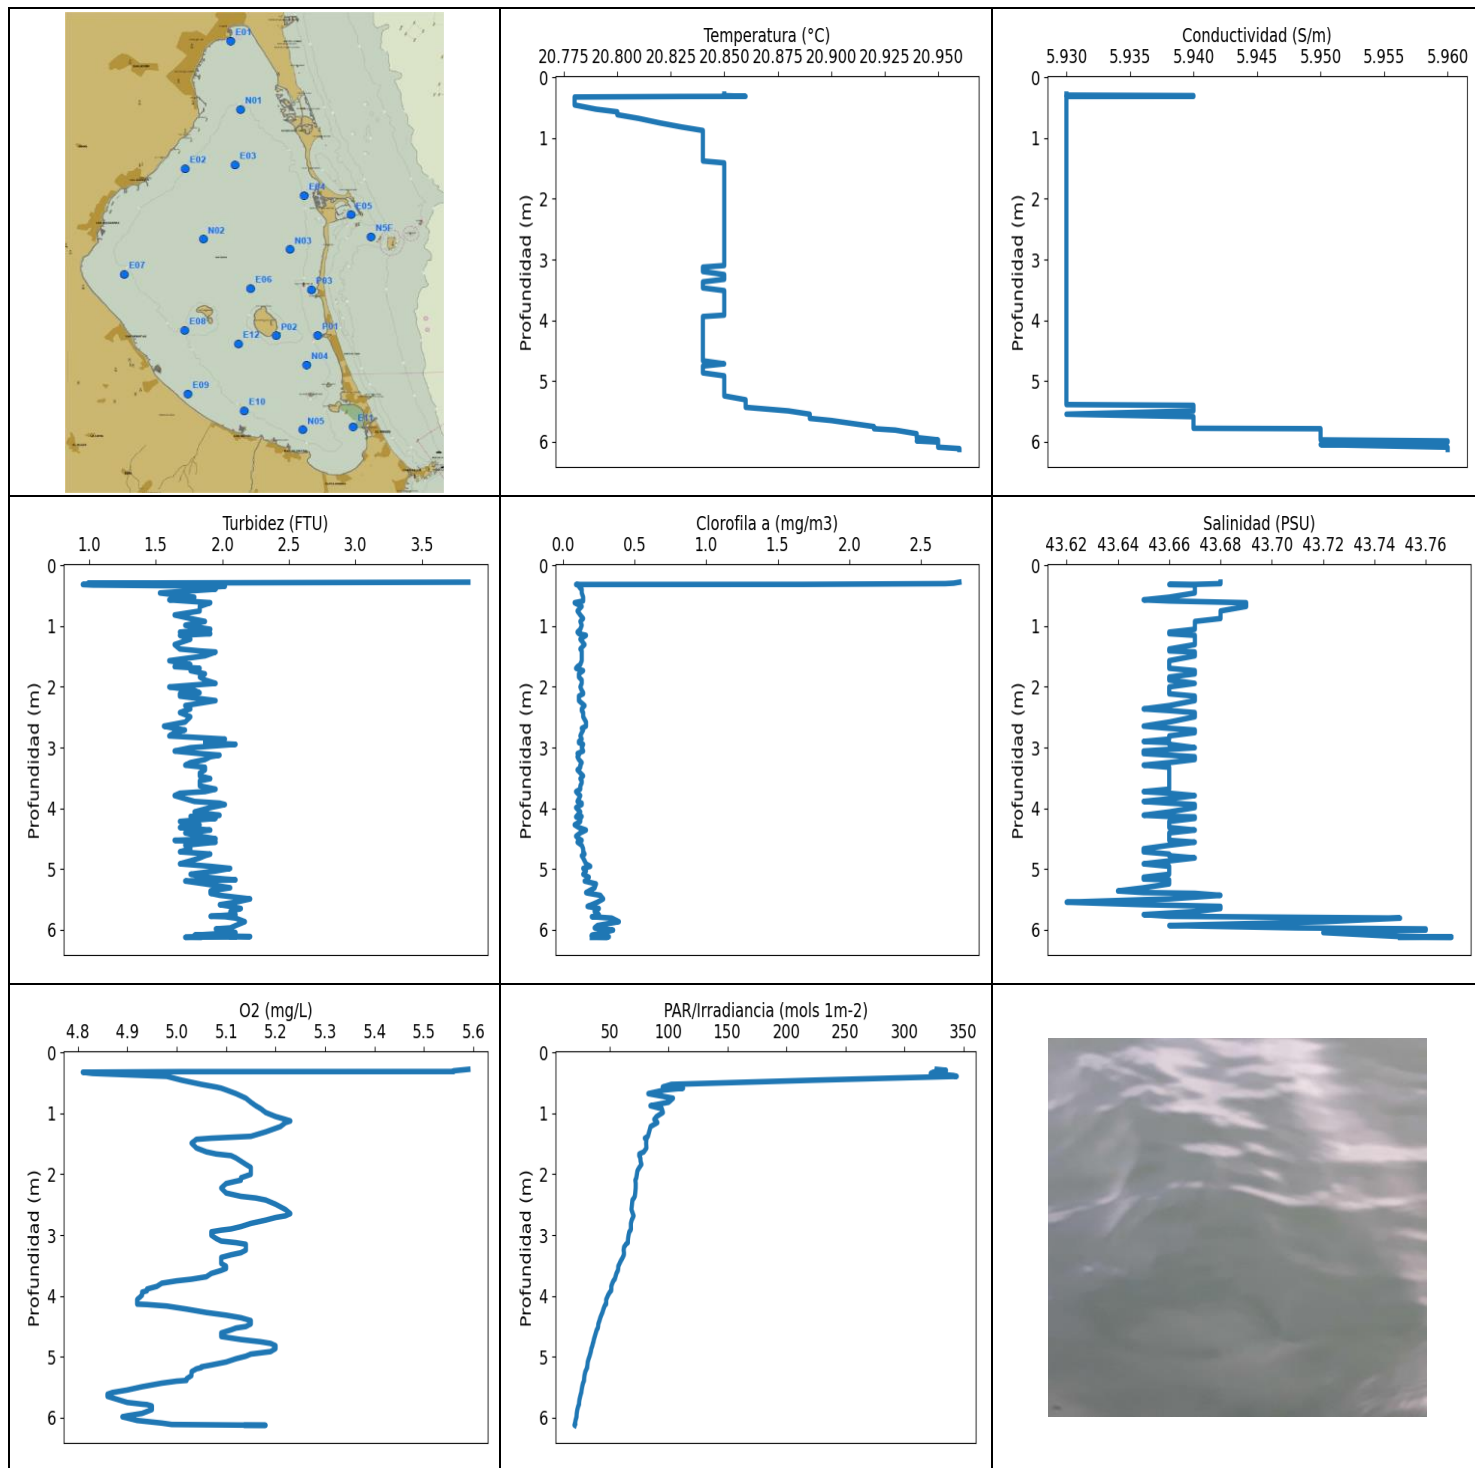 E01
N01
E02
E03
E04
E05
N5F
N02
N03
E07
E06
P03
E08
P02
P01
E12
N04
E09
E10
N05
E11
Temperatura (°C)
20.775 20.800 20.825 20.850 20.875 20.900 20.925 20.950
0
1
2
3
4
5
6
Profundidad (m)
Conductividad (S/m)
5.930 5.935 5.940 5.945 5.950 5.955 5.960
0
1
2
3
4
5
6
Profundidad (m)
Turbidez (FTU)
1.0 1.5 2.0 2.5 3.0 3.5
0
1
2
3
4
5
6
Profundidad (m)
Clorofila a (mg/m3)
0.0 0.5 1.0 1.5 2.0 2.5
0
1
2
3
4
5
6
Profundidad (m)
Salinidad (PSU)
43.62 43.64 43.66 43.68 43.70 43.72 43.74 43.76
0
1
2
3
4
5
6
Profundidad (m)
O2 (mg/L)
4.8 4.9 5.0 5.1 5.2 5.3 5.4 5.5 5.6
0
1
2
3
4
5
6
Profundidad (m)
PAR/Irradiancia (mols 1m-2)
50 100 150 200 250 300 350
0
1
2
3
4
5
6
Profundidad (m)